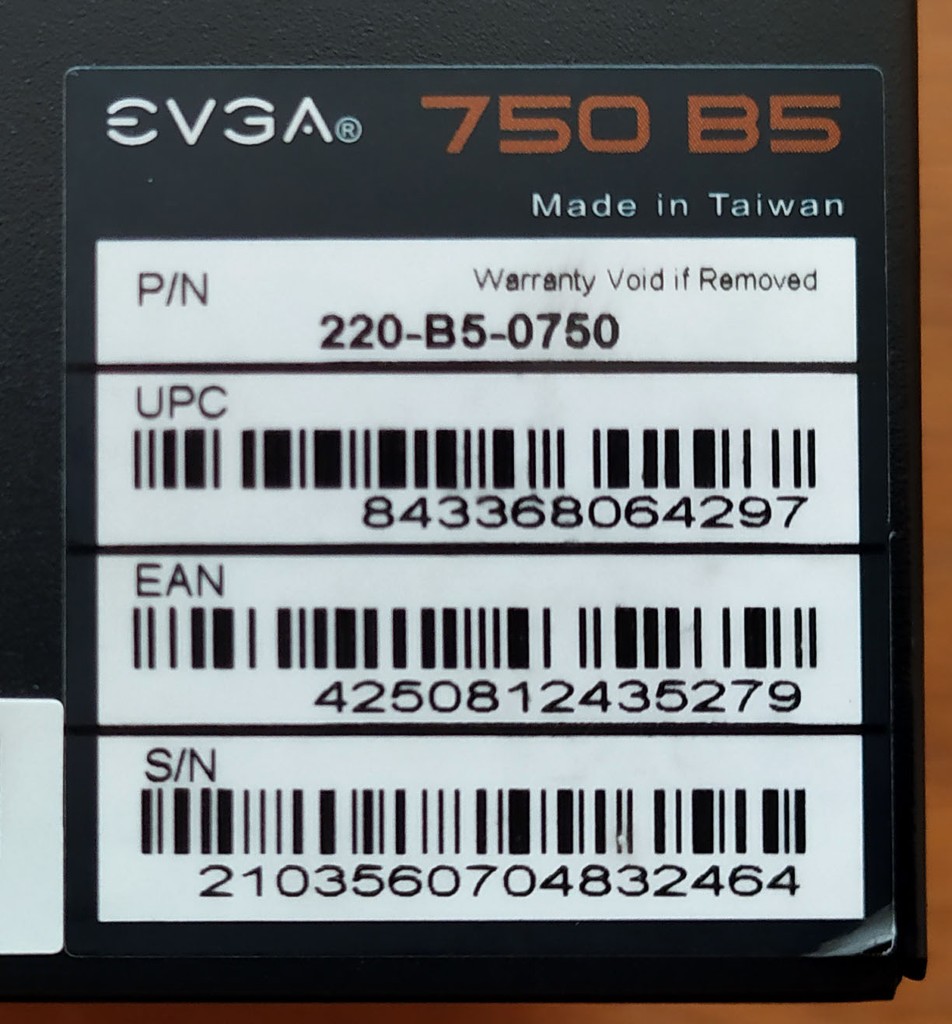 EVGA® 750 B5
Made in Taiwan
P/N Warranty Void if Removed
220-B5-0750
UPC
843368064297
EAN
4250812435279
S/N
2103560704832464